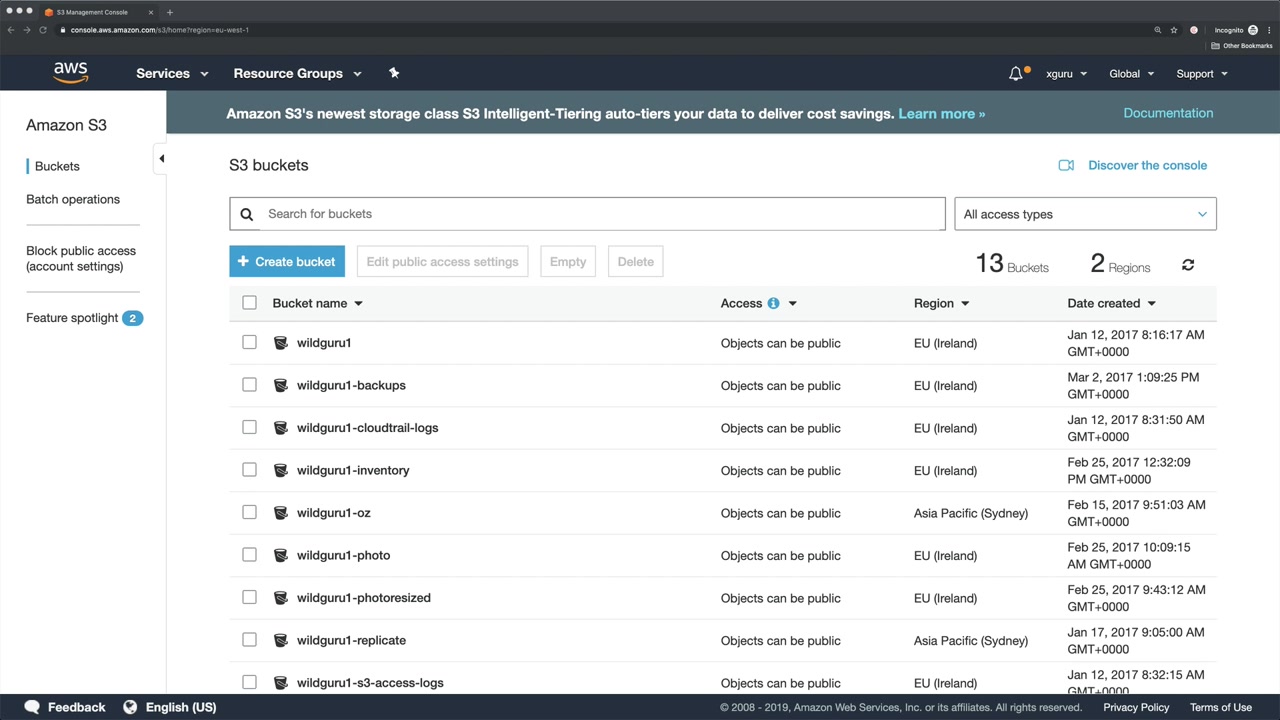 S3 Management Console
console.aws.amazon.com/s3/home?region=eu-west-1
Incognito
Other Bookmarks
aws
Services
Resource Groups
xguru
Global
Support
Amazon S3's newest storage class S3 Intelligent-Tiering auto-tiers your data to deliver cost savings. Learn more »
Documentation
Amazon S3
Buckets
Batch operations
Block public access
(account settings)
Feature spotlight 2
S3 buckets
Discover the console
Search for buckets
All access types
+ Create bucket
Edit public access settings
Empty
Delete
13 Buckets
2 Regions
Bucket name
Access
Region
Date created
wildguru1
Objects can be public
EU (Ireland)
Jan 12, 2017 8:16:17 AM
GMT+0000
wildguru1-backups
Objects can be public
EU (Ireland)
Mar 2, 2017 1:09:25 PM
GMT+0000
wildguru1-cloudtrail-logs
Objects can be public
EU (Ireland)
Jan 12, 2017 8:31:50 AM
GMT+0000
wildguru1-inventory
Objects can be public
EU (Ireland)
Feb 25, 2017 12:32:09
PM GMT+0000
wildguru1-oz
Objects can be public
Asia Pacific (Sydney)
Feb 15, 2017 9:51:03 AM
GMT+0000
wildguru1-photo
Objects can be public
EU (Ireland)
Feb 25, 2017 10:09:15
AM GMT+0000
wildguru1-photoresized
Objects can be public
EU (Ireland)
Feb 25, 2017 9:43:12 AM
GMT+0000
wildguru1-replicate
Objects can be public
Asia Pacific (Sydney)
Jan 17, 2017 9:05:00 AM
GMT+0000
wildguru1-s3-access-logs
Objects can be public
EU (Ireland)
Jan 12, 2017 8:32:15 AM
GMT+0000
Feedback
English (US)
© 2008 - 2019, Amazon Web Services, Inc. or its affiliates. All rights reserved.
Privacy Policy
Terms of Use